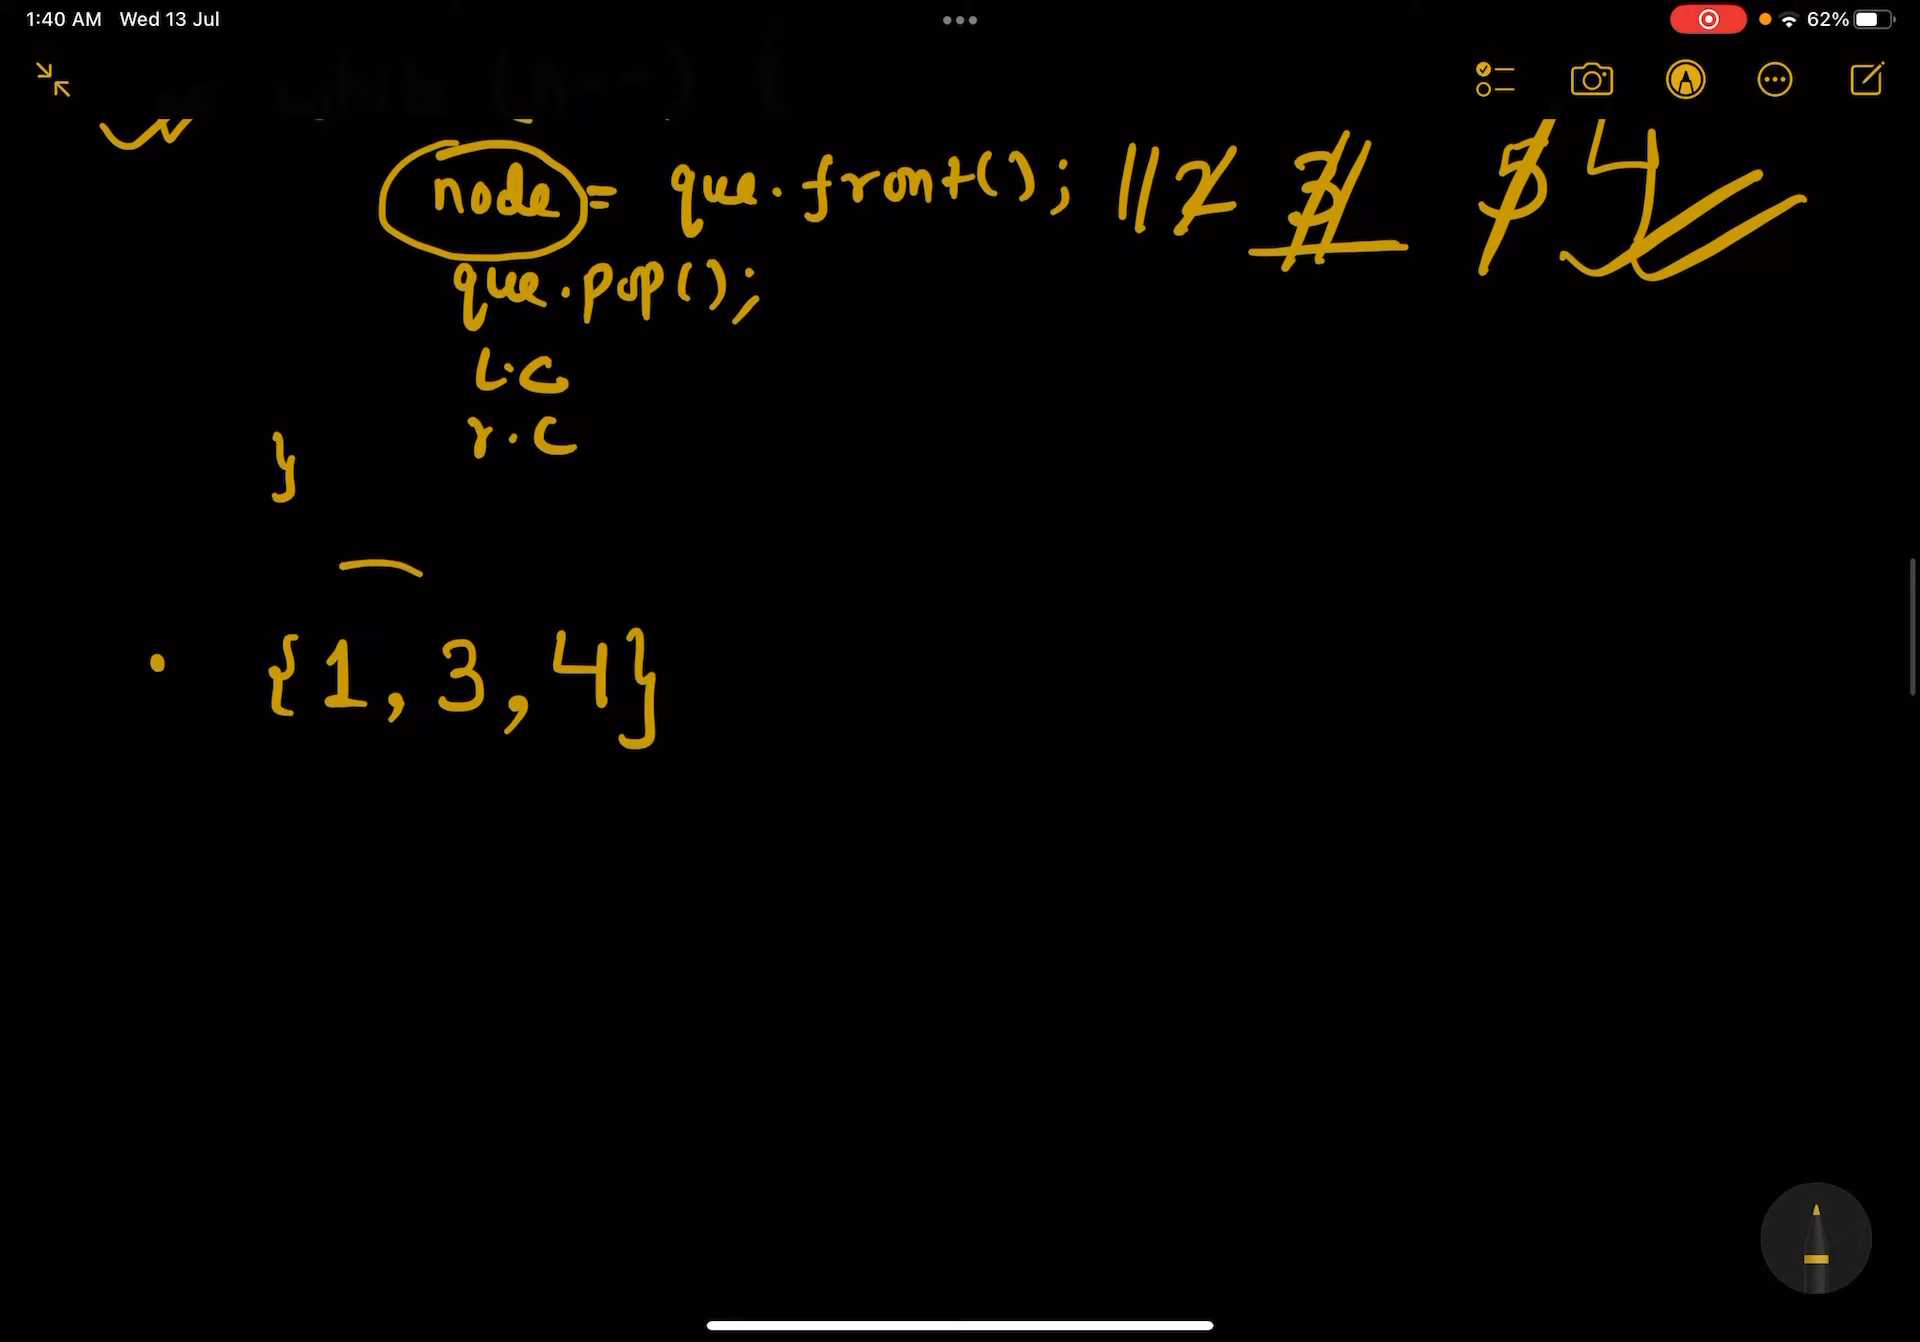 1:40 AM Wed 13 Jul
62%
while (n--) {
node = que.front(); // 2 3 5 4
que.pop();
L.C
r.C
}
{1, 3, 4}